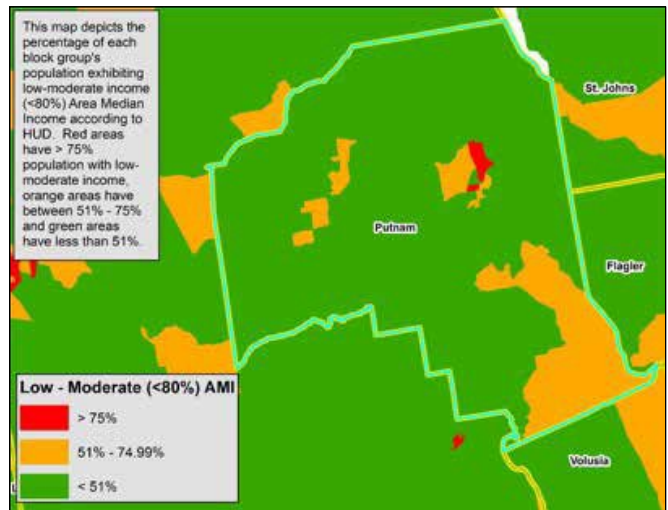 This map depicts the
percentage of each
block group's
population exhibiting
low-moderate income
(<80%) Area Median
Income according to
HUD.  Red areas
have > 75%
population with low-
moderate income,
orange areas have
between 51% - 75%
and green areas
have less than 51%.
St. Johns
Putnam
Flagler
Volusia
Low - Moderate (<80%) AMI
> 75%
51% - 74.99%
< 51%